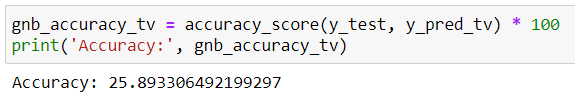 gnb_accuracy_tv = accuracy_score(y_test, y_pred_tv) * 100
print('Accuracy:', gnb_accuracy_tv)
Accuracy: 25.893306492199297